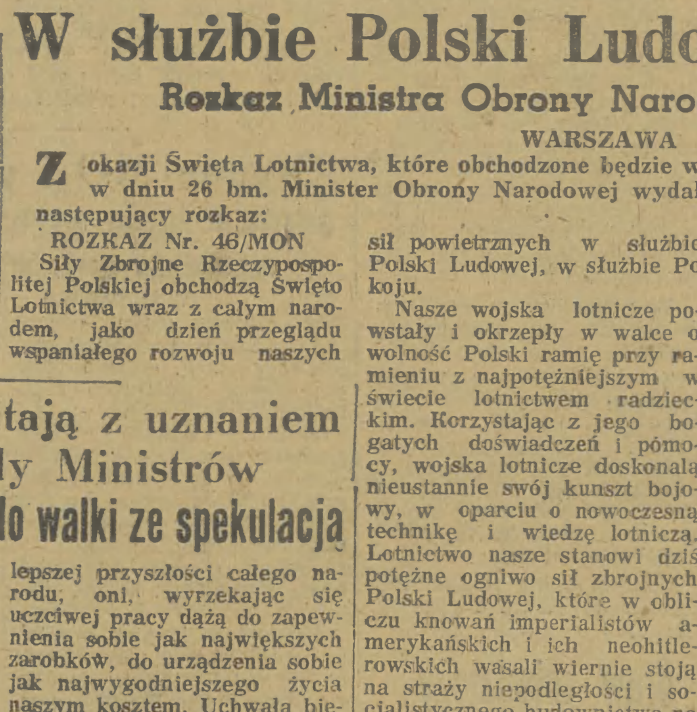 W służbie Polski Ludo
Rozkaz Ministra Obrony Naro
WARSZAWA
Z okazji Święta Lotnictwa, które obchodzone będzie w
w dniu 26 bm. Minister Obrony Narodowej wydał
następujący rozkaz:
ROZKAZ Nr. 46/MON
Siły Zbrojne Rzeczypospo-
litej Polskiej obchodzą Święto
Lotnictwa wraz z całym naro-
dem, jako dzień przeglądu
wspaniałego rozwoju naszych
sił powietrznych w służbie
Polski Ludowej, w służbie Po
koju.
Nasze wojska lotnicze po-
wstały i okrzepły w walce o
wolność Polski ramię przy ra-
mieniu z najpotężniejszym w
świecie lotnictwem radziec-
kim. Korzystając z jego bo-
gatych doświadczeń i pomo-
cy, wojska lotnicze doskonalą
nieustannie swój kunszt bojo-
wy, w oparciu o nowoczesną
technikę i wiedzę lotniczą.
Lotnictwo nasze stanowi dziś
potężne ogniwo sił zbrojnych
Polski Ludowej, które w obli-
czu knowań imperialistów a-
merykańskich i ich neohitle-
rowskich wasali wiernie stoją
na straży niepodległości i so-
cjalistycznego budownictwa na
tają z uznaniem
ly Ministrów
lo walki ze spekulacją
lepszej przyszłości całego na-
rodu, oni, wyrzekając się
uczciwej pracy dążą do zapew-
nienia sobie jak największych
zarobków, do urządzenia sobie
jak najwygodniejszego życia
naszym kosztem. Uchwała bie-